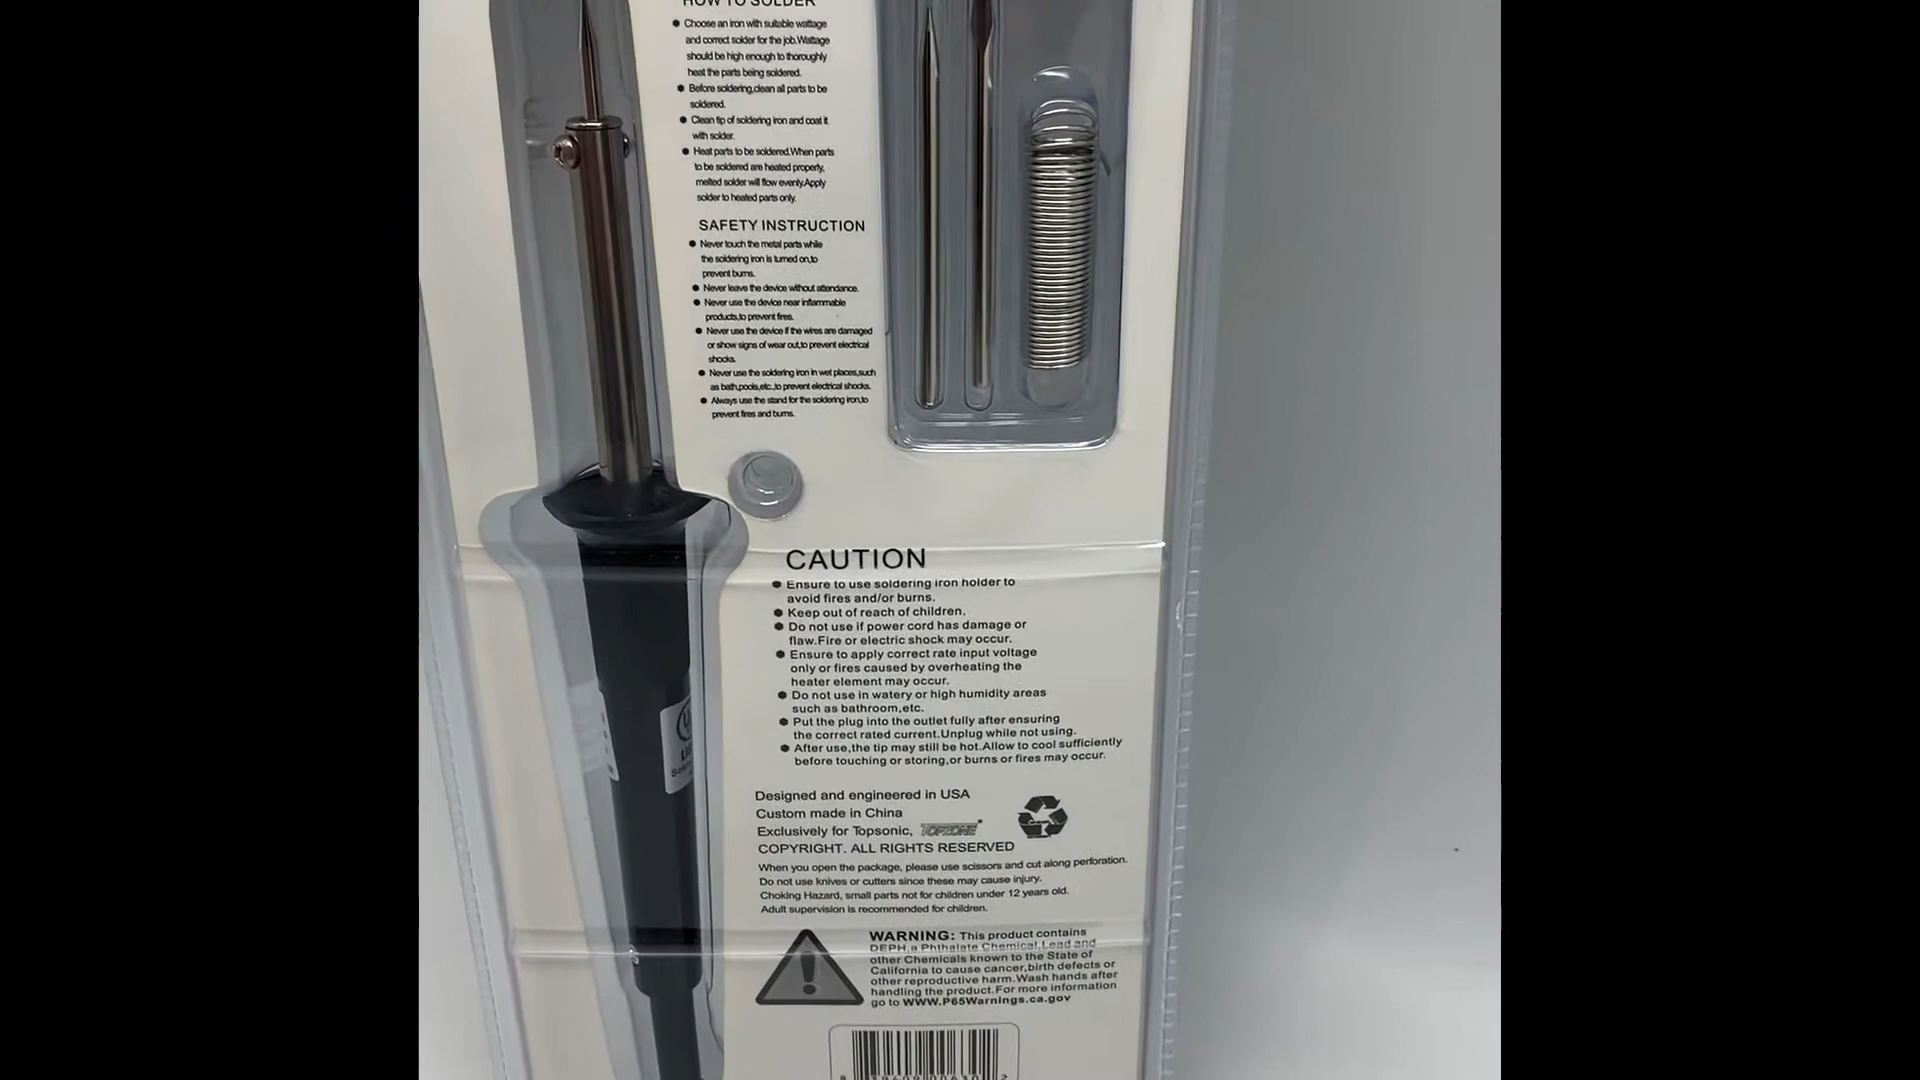 HOW TO SOLDER
● Choose an iron with suitable wattage
and correct solder for the job.Wattage
should be high enough to thoroughly
heat the parts being soldered.
● Before soldering,clean all parts to be
soldered.
● Clean tip of soldering iron and coat it
with solder.
● Heat parts to be soldered.When parts
to be soldered are heated properly,
melted solder will flow evenly.Apply
solder to heated parts only.
SAFETY INSTRUCTION
● Never touch the metal parts while
the soldering iron is turned on,to
prevent burns.
● Never leave the device without attendance.
● Never use the device near inflammable
products,to prevent fires.
● Never use the device if the wires are damaged
or show signs of wear out,to prevent electrical
shocks.
● Never use the soldering iron in wet places,such
as bath,pools,etc.,to prevent electrical shocks.
● Always use the stand for the soldering iron,to
prevent fires and burns.
CAUTION
● Ensure to use soldering iron holder to
avoid fires and/or burns.
● Keep out of reach of children.
● Do not use if power cord has damage or
flaw.Fire or electric shock may occur.
● Ensure to apply correct rate input voltage
only or fires caused by overheating the
heater element may occur.
● Do not use in watery or high humidity areas
such as bathroom,etc.
● Put the plug into the outlet fully after ensuring
the correct rated current.Unplug while not using.
● After use,the tip may still be hot.Allow to cool sufficiently
before touching or storing,or burns or fires may occur.
Designed and engineered in USA
Custom made in China
Exclusively for Topsonic, TOPZONE
COPYRIGHT. ALL RIGHTS RESERVED
When you open the package, please use scissors and cut along perforation.
Do not use knives or cutters since these may cause injury.
Choking Hazard, small parts not for children under 12 years old.
Adult supervision is recommended for children.
WARNING: This product contains
DEPH,a Phthalate Chemical,Lead and
other Chemicals known to the State of
California to cause cancer,birth defects or
other reproductive harm.Wash hands after
handling the product.For more information
go to WWW.P65Warnings.ca.gov